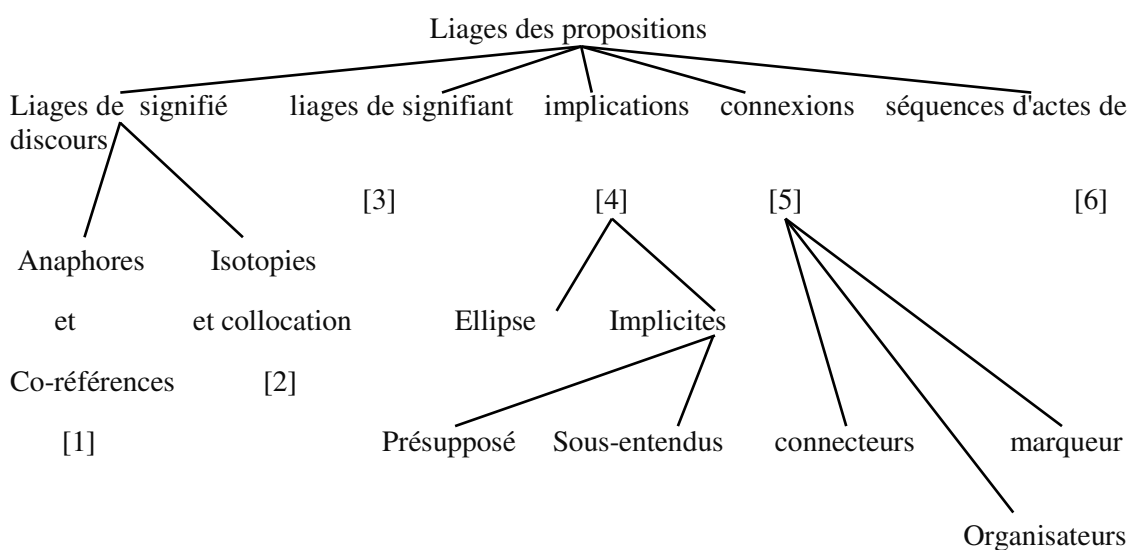 Liages des propositions
Liages de signifié liages de signifiant implications connexions séquences d'actes de
discours
[3] [4] [5] [6]
Anaphores Isotopies
et et collocation Ellipse Implicites
Co-références [2]
[1] Présupposé Sous-entendus connecteurs marqueur
Organisateurs